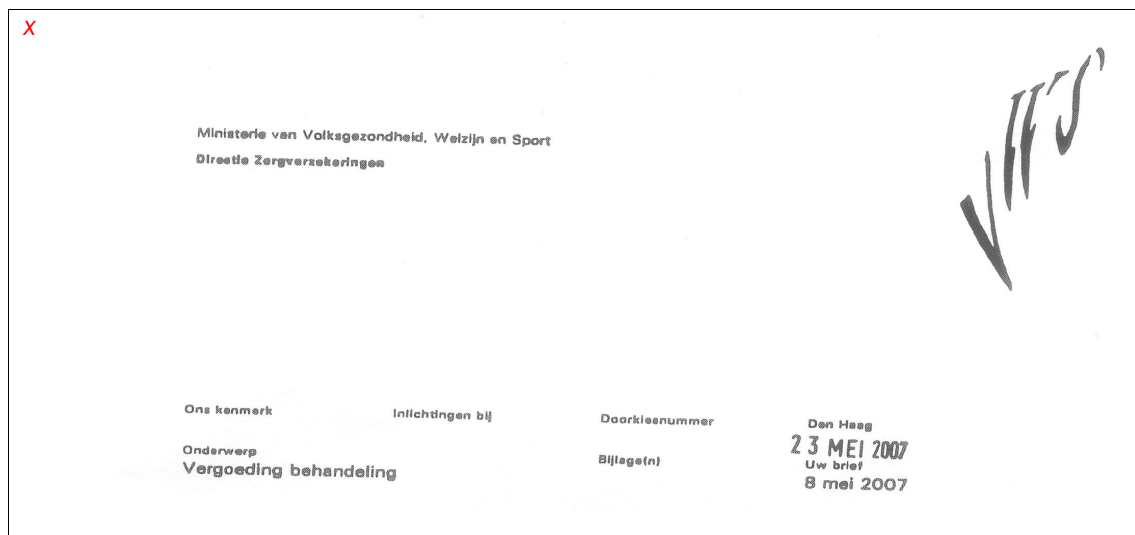 X
VWS
Ministerie van Volksgezondheid, Welzijn en Sport
Directie Zorgverzekeringen
Ons kenmerk
Inlichtingen bij
Doorkiesnummer
Den Haag
23 MEI 2007
Onderwerp
Vergoeding behandeling
Bijlage(n)
Uw brief
8 mei 2007